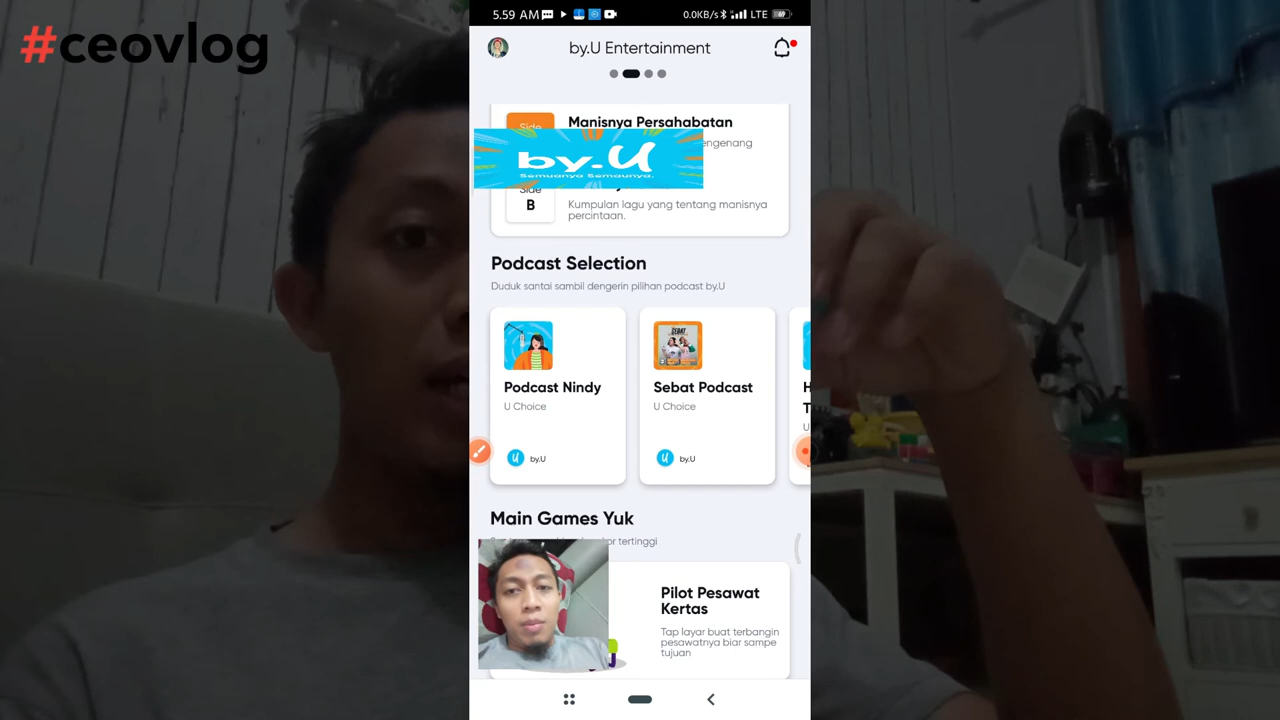 #ceovlog
5.59 AM
0.0KB/s
LTE
by.U Entertainment
Side
Manisnya Persahabatan
engenang
by.U
Semuanya Semaunya.
Side
B
Kumpulan lagu yang tentang manisnya
percintaan.
Podcast Selection
Duduk santai sambil dengerin pilihan podcast by.U
Podcast Nindy
U Choice
by.U
Sebat Podcast
U Choice
by.U
H
T
U
Main Games Yuk
tertinggi
Pilot Pesawat
Kertas
Tap layar buat terbangin
pesawatnya biar sampe
tujuan